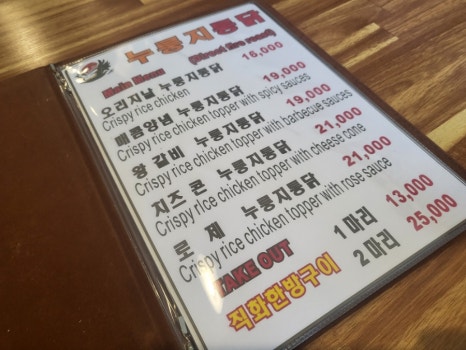 누룽지통닭
(Wood fire roast)
Main Menu 16,000
오리지날 누룽지통닭
Crispy rice chicken 19,000
매콤양념 누룽지통닭
Crispy rice chicken topper with spicy sauces 19,000
왕 갈비 누룽지통닭
Crispy rice chicken topper with barbecue sauces 21,000
치즈 콘 누룽지통닭
Crispy rice chicken topper with cheese cone 21,000
로 제 누룽지통닭
Crispy rice chicken topper with rose sauce
TAKE OUT 1 마리 13,000
직화한방구이 2 마리 25,000